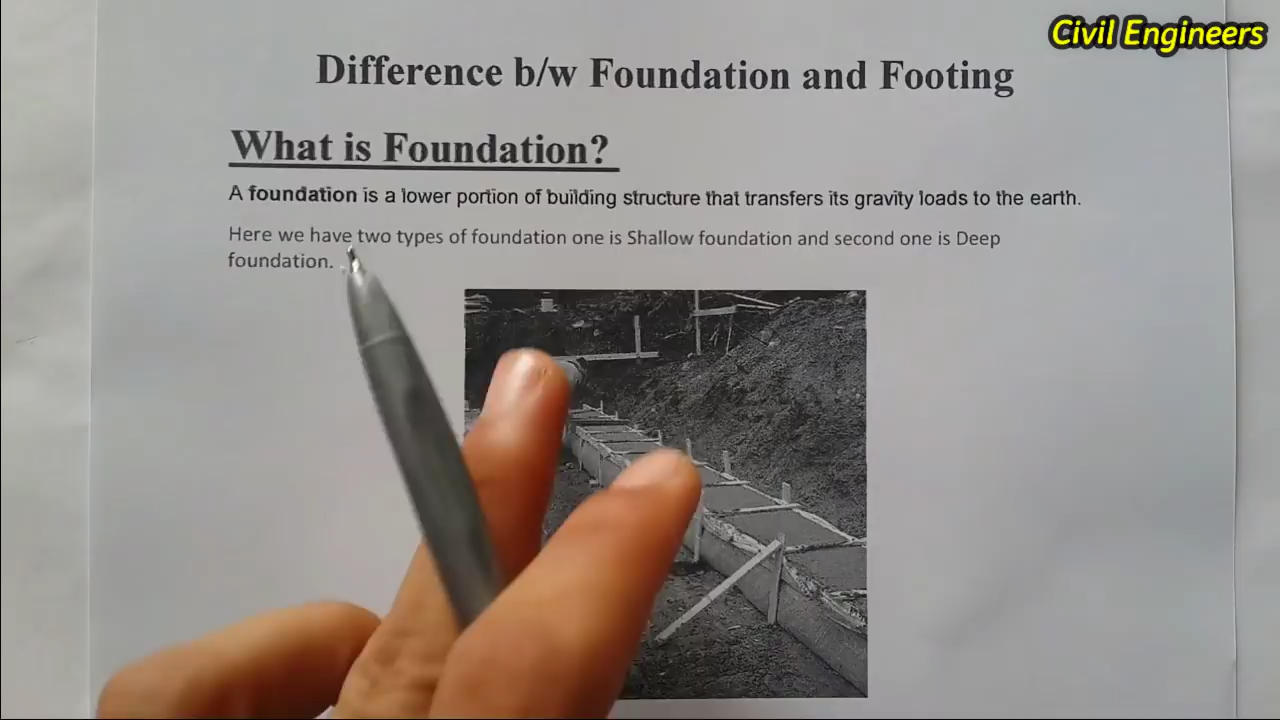 Civil Engineers
Difference b/w Foundation and Footing
What is Foundation?
A foundation is a lower portion of building structure that transfers its gravity loads to the earth.
Here we have two types of foundation one is Shallow foundation and second one is Deep
foundation.